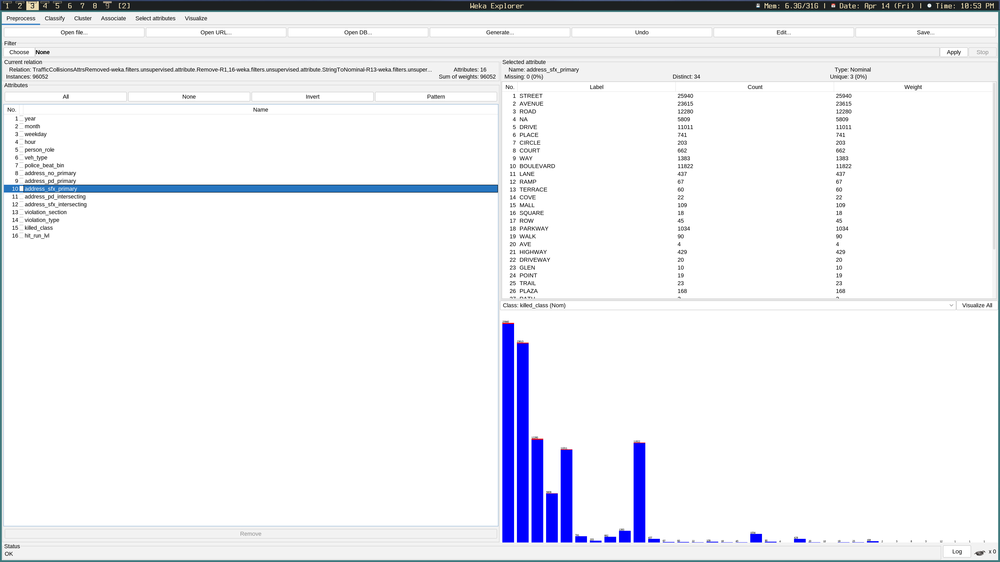 1 2 3 4 5 6 7 8 9 [2] Weka Explorer Mem: 6.3G/31G | Date: Apr 14 (Fri) | Time: 10:53 PM
Preprocess Classify Cluster Associate Select attributes Visualize
Open file... Open URL... Open DB... Generate... Undo Edit... Save...
Filter
Choose None Apply Stop
Current relation
Relation: TrafficCollisionsAttrsRemoved-weka.filters.unsupervised.attribute.Remove-R1,16-weka.filters.unsupervised.attribute.StringToNominal-R13-weka.filters.unsuper... Attributes: 16
Instances: 96052 Sum of weights: 96052
Attributes
All None Invert Pattern
No. Name
1 year
2 month
3 weekday
4 hour
5 person_role
6 veh_type
7 police_beat_bin
8 address_no_primary
9 address_pd_primary
10 address_sfx_primary
11 address_pd_intersecting
12 address_sfx_intersecting
13 violation_section
14 violation_type
15 killed_class
16 hit_run_lvl
Remove
Selected attribute
Name: address_sfx_primary Type: Nominal
Missing: 0 (0%) Distinct: 34 Unique: 3 (0%)
No. Label Count Weight
1 STREET 25940 25940
2 AVENUE 23615 23615
3 ROAD 12280 12280
4 NA 5809 5809
5 DRIVE 11011 11011
6 PLACE 741 741
7 CIRCLE 203 203
8 COURT 662 662
9 WAY 1383 1383
10 BOULEVARD 11822 11822
11 LANE 437 437
12 RAMP 67 67
13 TERRACE 60 60
14 COVE 22 22
15 MALL 109 109
16 SQUARE 18 18
17 ROW 45 45
18 PARKWAY 1034 1034
19 WALK 90 90
20 AVE 4 4
21 HIGHWAY 429 429
22 DRIVEWAY 20 20
23 GLEN 10 10
24 POINT 19 19
25 TRAIL 23 23
26 PLAZA 168 168
27 PATH 2 2
Class: killed_class (Nom) Visualize All
25940
23615
12280
5809
11011
741
203
662
1383
11822
437
67
60
22
109
18
45
1034
90
4
429
20
10
19
23
168
2
3
8
3
12
1
1
1
Status
OK Log x 0